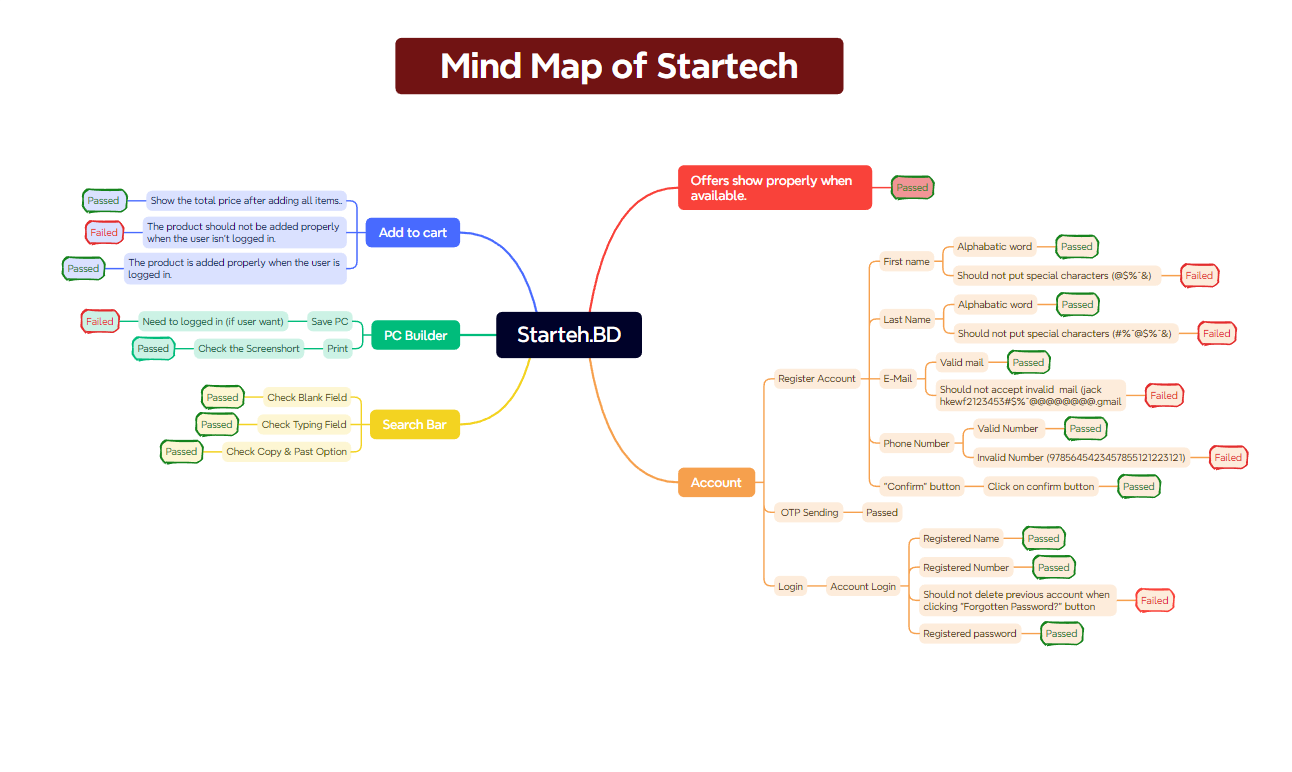 Mind Map of Startech
Offers show properly when
available.
Passed
Passed
Show the total price after adding all items..
Failed
The product should not be added properly
when the user isn't logged in.
Passed
The product is added properly when the user is
logged in.
Add to cart
Failed
Need to logged in (if user want)
Save PC
Passed
Check the Screenshort
Print
PC Builder
Starteh.BD
Passed
Check Blank Field
Passed
Check Typing Field
Passed
Check Copy & Past Option
Search Bar
Account
Register Account
First name
Alphabatic word
Passed
Should not put special characters (@$%ˆ&)
Failed
Last Name
Alphabatic word
Passed
Should not put special characters (#%ˆ@$%ˆ&)
Failed
E-Mail
Valid mail
Passed
Should not accept invalid  mail (jack
hkewf2123453#$%ˆ@@@@@@@@.gmail
Failed
Phone Number
Valid Number
Passed
Invalid Number (9785645423457855121223121)
Failed
"Confirm" button
Click on confirm button
Passed
OTP Sending
Passed
Login
Account Login
Registered Name
Passed
Registered Number
Passed
Should not delete previous account when
clicking "Forgotten Password?" button
Failed
Registered password
Passed